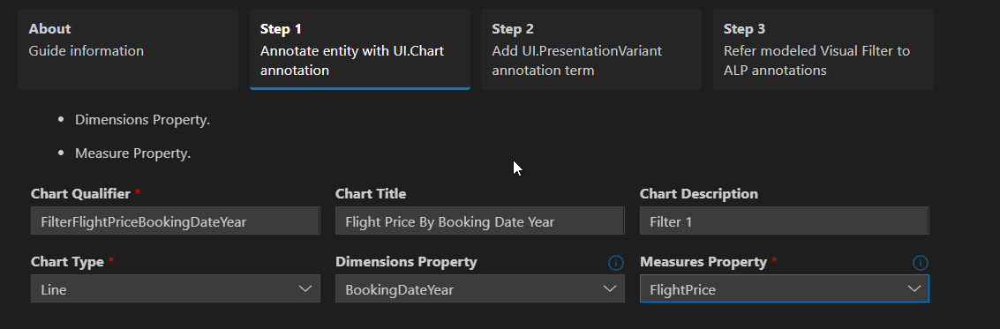 About
Guide information
Step 1
Annotate entity with UI.Chart
annotation
Step 2
Add UI.PresentationVariant
annotation term
Step 3
Refer modeled Visual Filter to
ALP annotations
• Dimensions Property.
• Measure Property.
Chart Qualifier *
FilterFlightPriceBookingDateYear
Chart Title
Flight Price By Booking Date Year
Chart Description
Filter 1
Chart Type *
Line
Dimensions Property
BookingDateYear
Measures Property *
FlightPrice